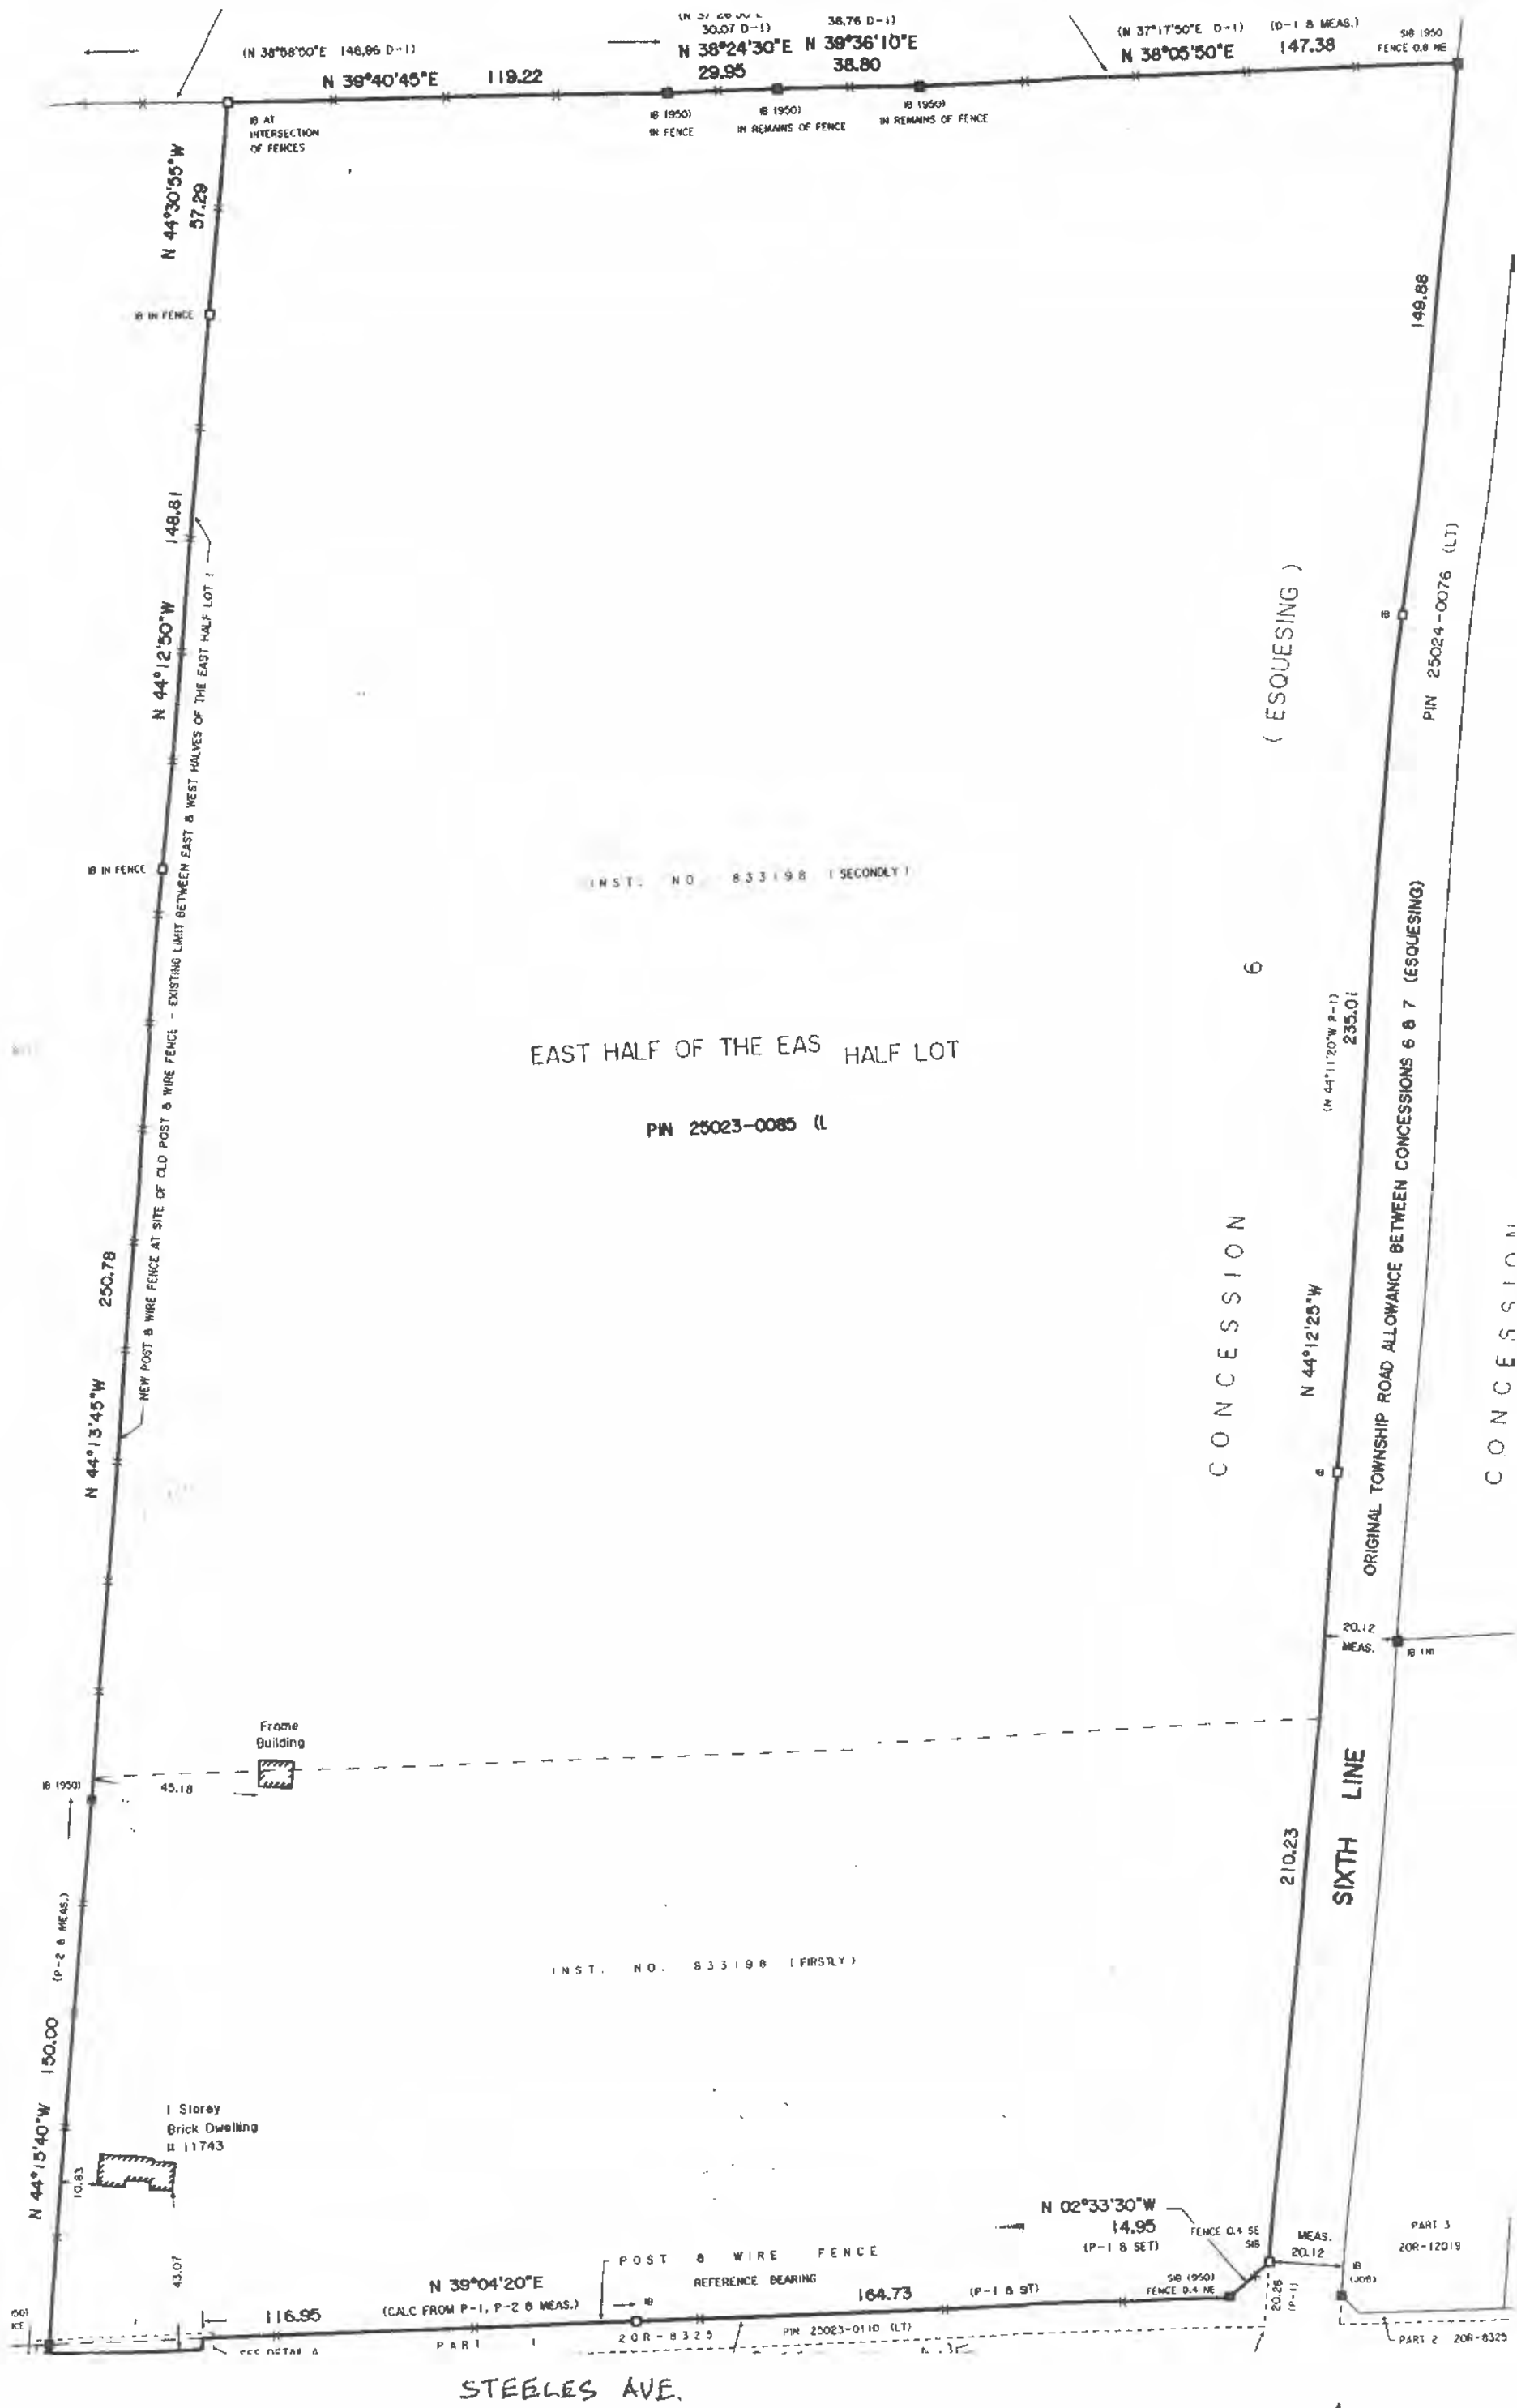 (N 38°58'50"E 146.96 D-1)
N 39°40'45"E 119.22
30.07 D-1)
38.76 D-1)
N 38°24'30"E N 39°36'10"E
29.95 38.80
(N 37°17'50"E D-1) (D-1 & MEAS.)
N 38°05'50"E 147.38
SIB (950
FENCE 0.8 NE
IB AT
INTERSECTION
OF FENCES
IB (950)
IN FENCE
IB (950)
IN REMAINS OF FENCE
IB (950)
IN REMAINS OF FENCE
N 44°30'55"W
57.29
IB IN FENCE
149.88
148.81
N 44°12'50"W
NEW POST & WIRE FENCE AT SITE OF OLD POST & WIRE FENCE - EXISTING LIMIT BETWEEN EAST & WEST HALVES OF THE EAST HALF LOT 1
IB IN FENCE
( ESQUESING )
IB
PIN 25024-0076 (LT)
INST. NO. 833198 (SECONDLY)
6
EAST HALF OF THE EAS HALF LOT
PIN 25023-0085 (L
(N 44°11'20"W P-1)
235.01
N 44°12'25"W
CONCESSION
ORIGINAL TOWNSHIP ROAD ALLOWANCE BETWEEN CONCESSIONS 6 & 7 (ESQUESING)
CONCESSION
250.78
N 44°13'45"W
IB
20.12
MEAS.
IB (NI
Frame
Building
45.18
IB (950)
SIXTH LINE
210.23
(P-2 & MEAS.)
INST. NO. 833198 (FIRSTLY)
N 44°15'40"W 150.00
1 Storey
Brick Dwelling
# 11743
10.83
43.07
N 02°33'30"W
14.95
(P-1 & SET)
FENCE 0.4 SE
SIB
MEAS.
20.12
PART 3
20R-12019
IB
(JOB)
POST & WIRE FENCE
REFERENCE BEARING
N 39°04'20"E
(CALC FROM P-1, P-2 & MEAS.)
IB
164.73
(P-1 & ST)
SIB (950)
FENCE 0.4 NE
20.26
(P-1)
116.95
SEE DETAIL A
PART 1
20R-8325
PIN 25023-0110 (LT)
PART 2 20R-8325
STEELES AVE.